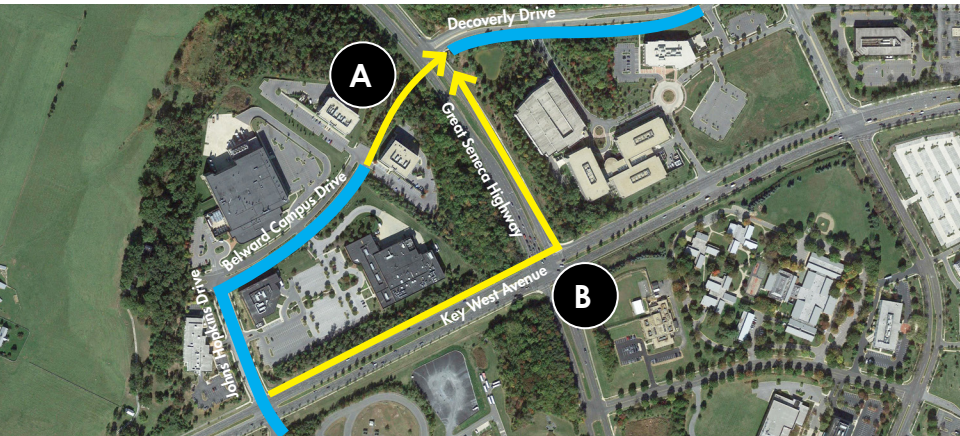 Decoverly Drive
A
Great Seneca Highway
Belward Campus Drive
Johns Hopkins Drive
Key West Avenue
B